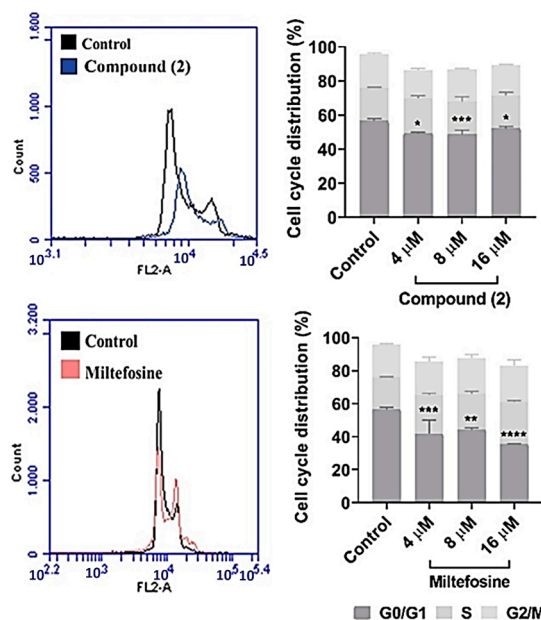 1.600
1.000
500
0
Count
10^3.1
10^4
10^4.5
FL2-A
Control
Compound (2)
Cell cycle distribution (%)
100
80
60
40
20
0
*
***
*
Control
4 µM
8 µM
16 µM
Compound (2)
3.200
2.000
1.000
0
Count
10^2.2
10^3
10^4
10^5
10^5.4
FL2-A
Control
Miltefosine
Cell cycle distribution (%)
100
80
60
40
20
0
***
**
****
Control
4 µM
8 µM
16 µM
Miltefosine
G0/G1 S G2/M